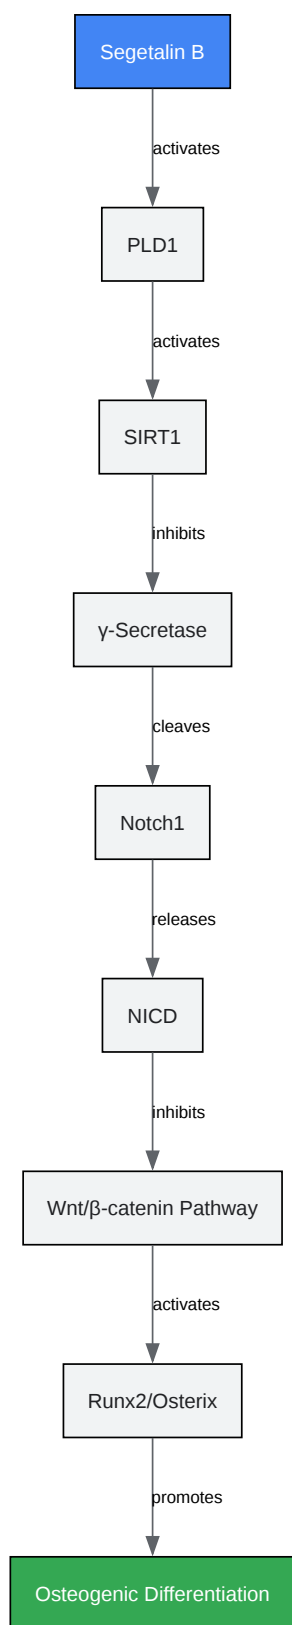 Segetalin B
activates
PLD1
activates
SIRT1
inhibits
γ-Secretase
cleaves
Notch1
releases
NICD
inhibits
Wnt/β-catenin Pathway
activates
Runx2/Osterix
promotes
Osteogenic Differentiation